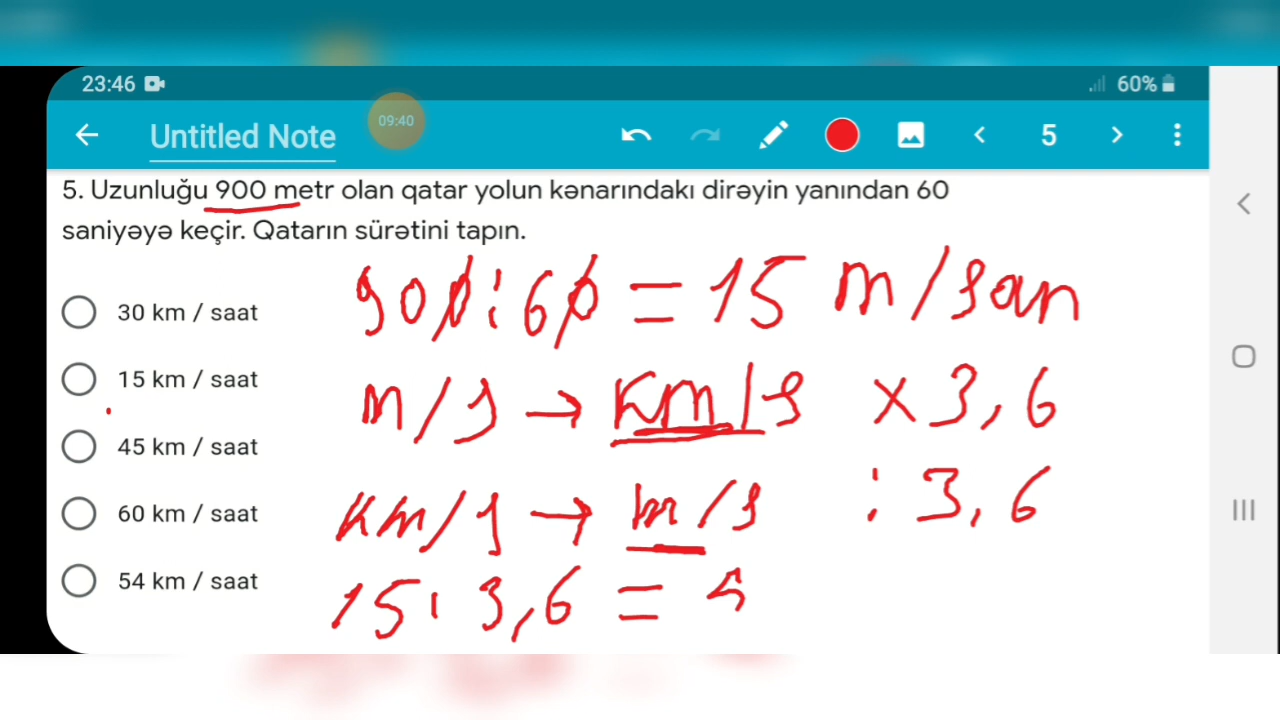 23:46
60%
09:40
Untitled Note
5
5. Uzunluğu 900 metr olan qatar yolun kənarındakı dirəyin yanından 60
saniyəyə keçir. Qatarın sürətini tapın.
900:60 = 15 m/san
30 km / saat
15 km / saat
m/s → km/s × 3,6
45 km / saat
60 km / saat
km/s → m/s : 3,6
54 km / saat
15 · 3,6 = 5